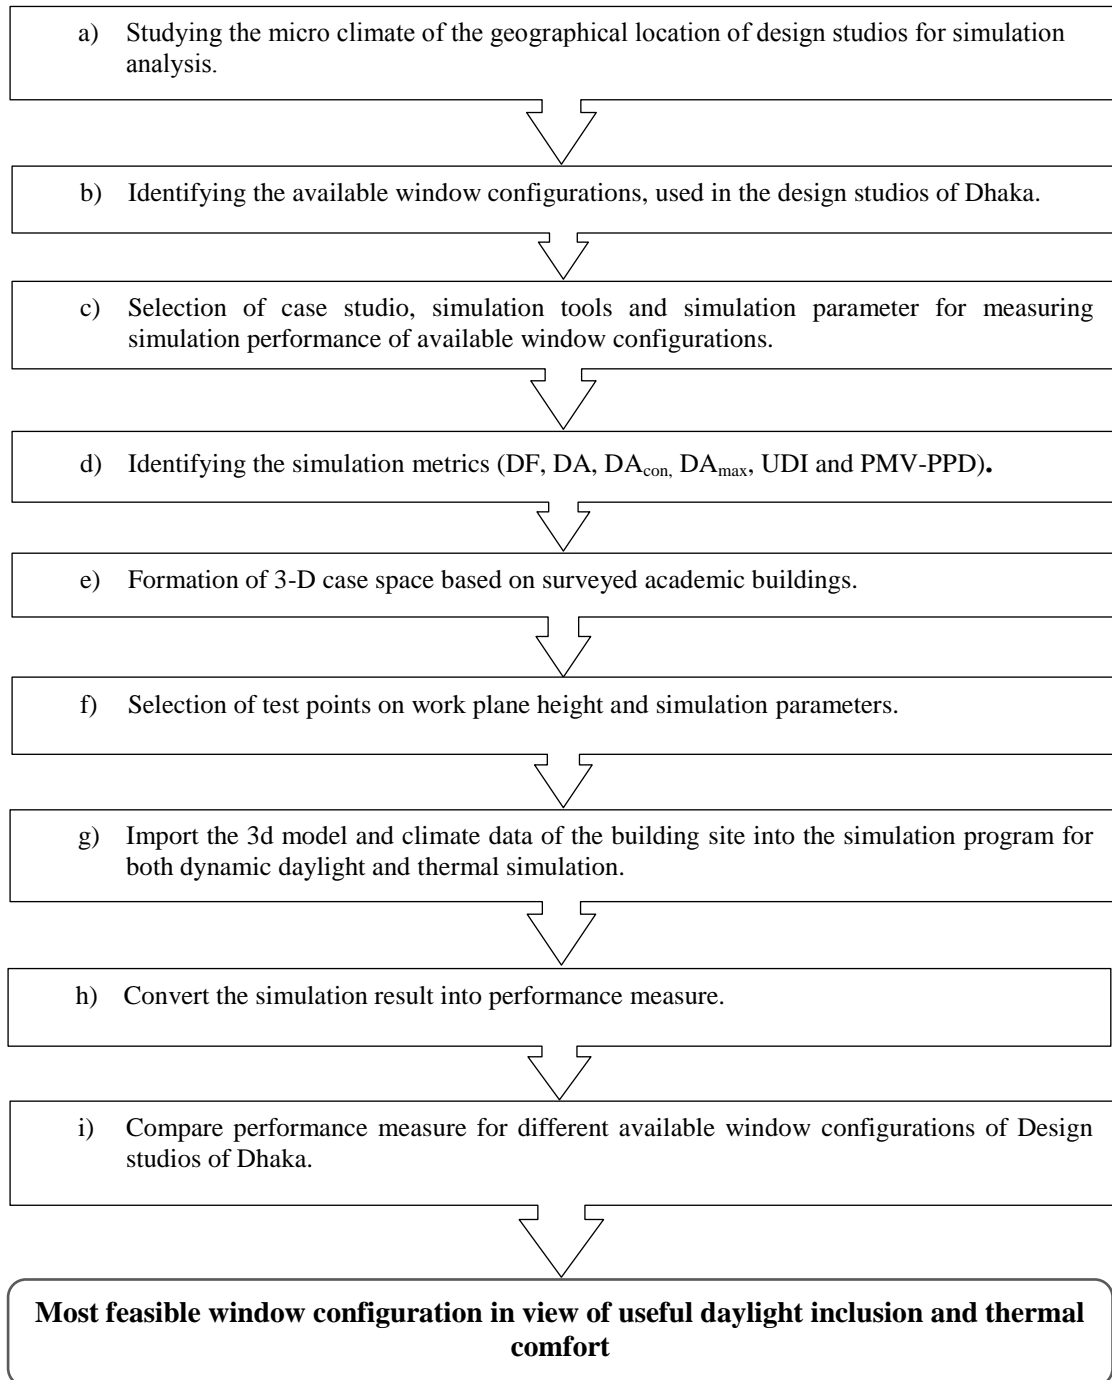 a) Studying the micro climate of the geographical location of design studios for simulation
analysis.
b) Identifying the available window configurations, used in the design studios of Dhaka.
c) Selection of case studio, simulation tools and simulation parameter for measuring
simulation performance of available window configurations.
d) Identifying the simulation metrics (DF, DA, DAcon, DAmax, UDI and PMV-PPD).
e) Formation of 3-D case space based on surveyed academic buildings.
f) Selection of test points on work plane height and simulation parameters.
g) Import the 3d model and climate data of the building site into the simulation program for
both dynamic daylight and thermal simulation.
h) Convert the simulation result into performance measure.
i) Compare performance measure for different available window configurations of Design
studios of Dhaka.
Most feasible window configuration in view of useful daylight inclusion and thermal
comfort